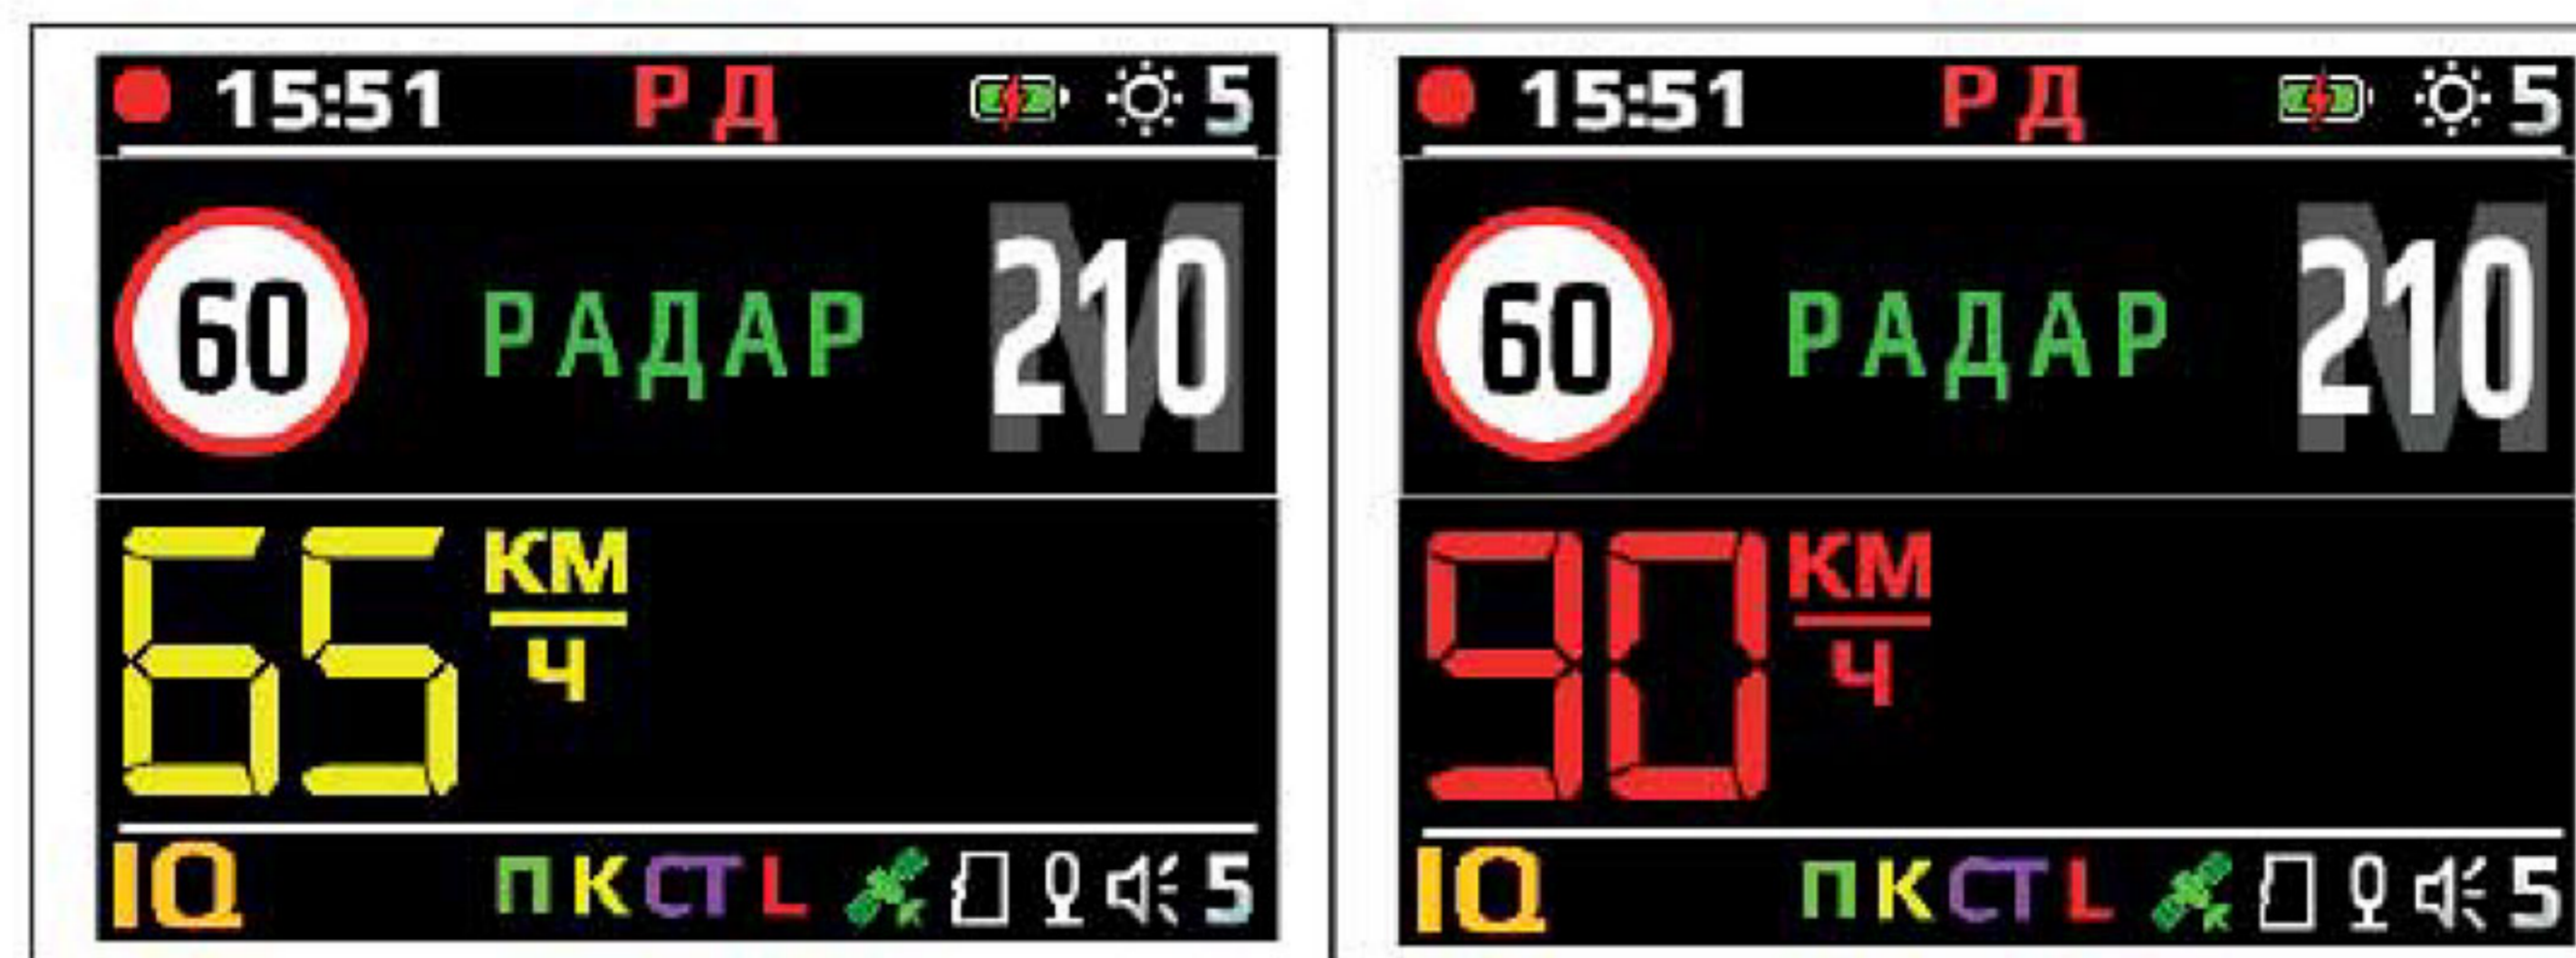 15:51 РД 5
60 РАДАР 210 М
65 КМ/Ч
IQ П К СТ L 5
15:51 РД 5
60 РАДАР 210 М
90 КМ/Ч
IQ П К СТ L 5